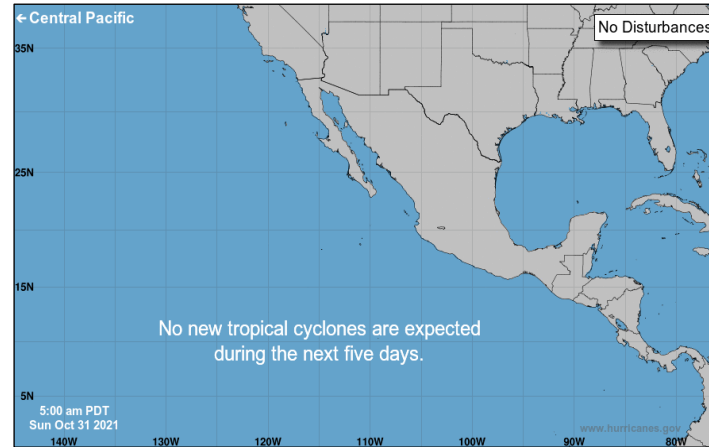 ← Central Pacific
No Disturbances
35N
25N
15N
No new tropical cyclones are expected
during the next five days.
5N
5:00 am PDT
Sun Oct 31 2021
www.hurricanes.gov
140W 130W 120W 110W 100W 90W 80W